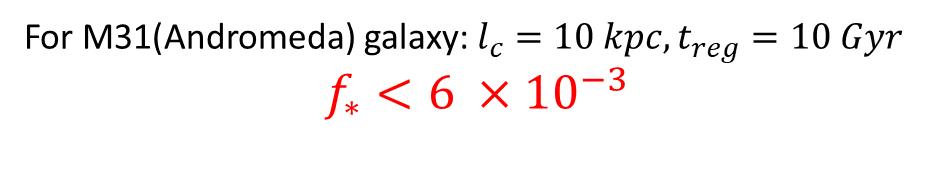 For M31(Andromeda) galaxy: l_c = 10 kpc, t_reg = 10 Gyr
f_* < 6 × 10^−3